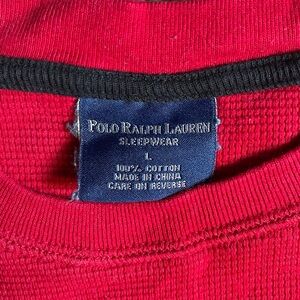 POLO RALPH LAUREN
SLEEPWEAR
L
100% COTTON
MADE IN CHINA
CARE ON REVERSE